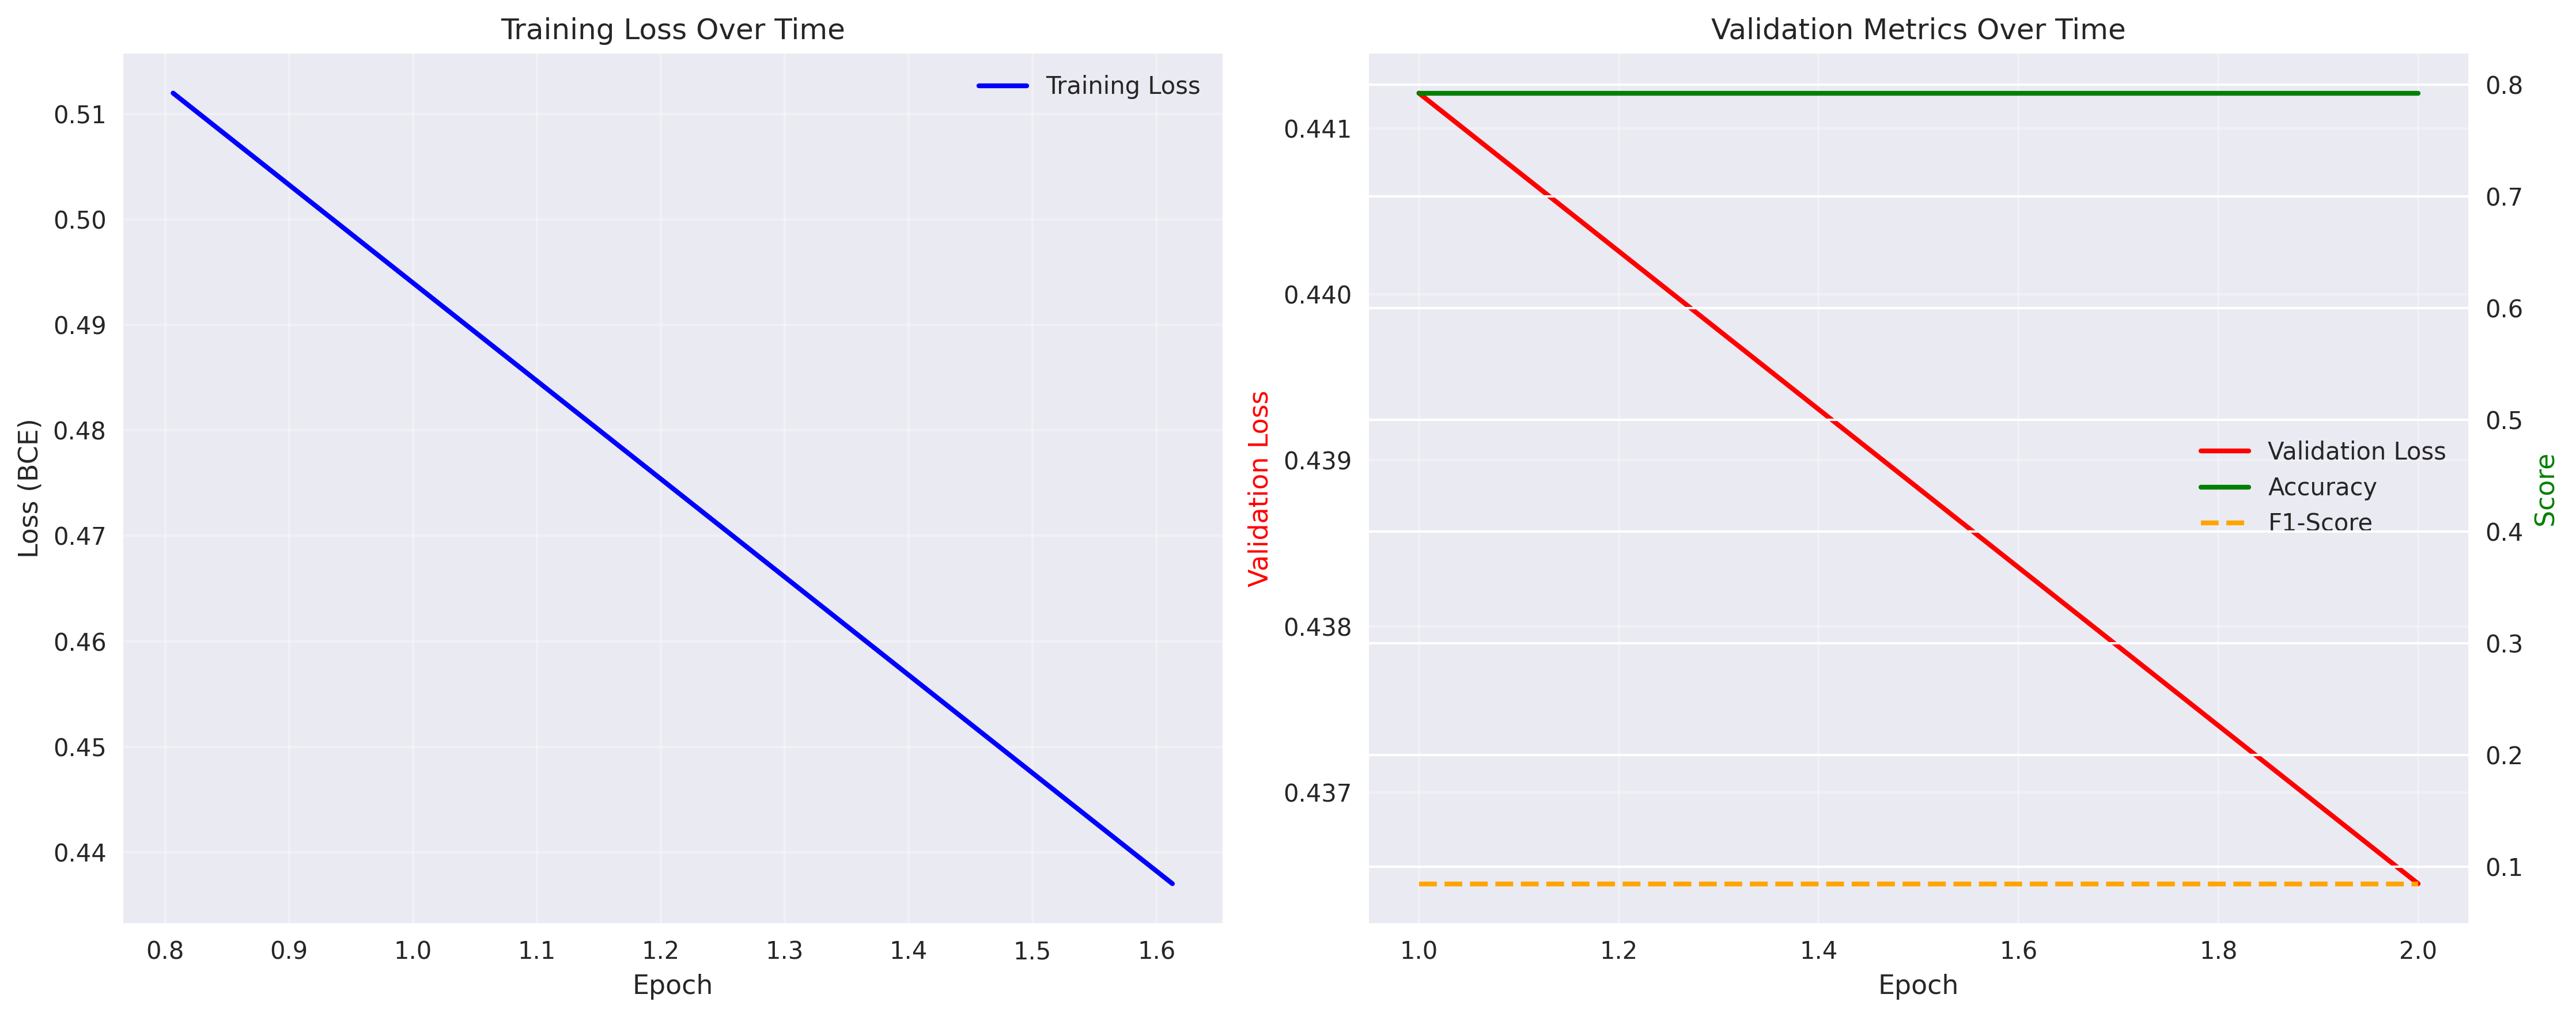 Training Loss Over Time
Training Loss
0.51
0.50
0.49
0.48
0.47
0.46
0.45
0.44
Loss (BCE)
0.8 0.9 1.0 1.1 1.2 1.3 1.4 1.5 1.6
Epoch
Validation Metrics Over Time
0.441
0.440
0.439
0.438
0.437
Validation Loss
Validation Loss
Accuracy
F1-Score
0.8
0.7
0.6
0.5
0.4
0.3
0.2
0.1
Score
1.0 1.2 1.4 1.6 1.8 2.0
Epoch